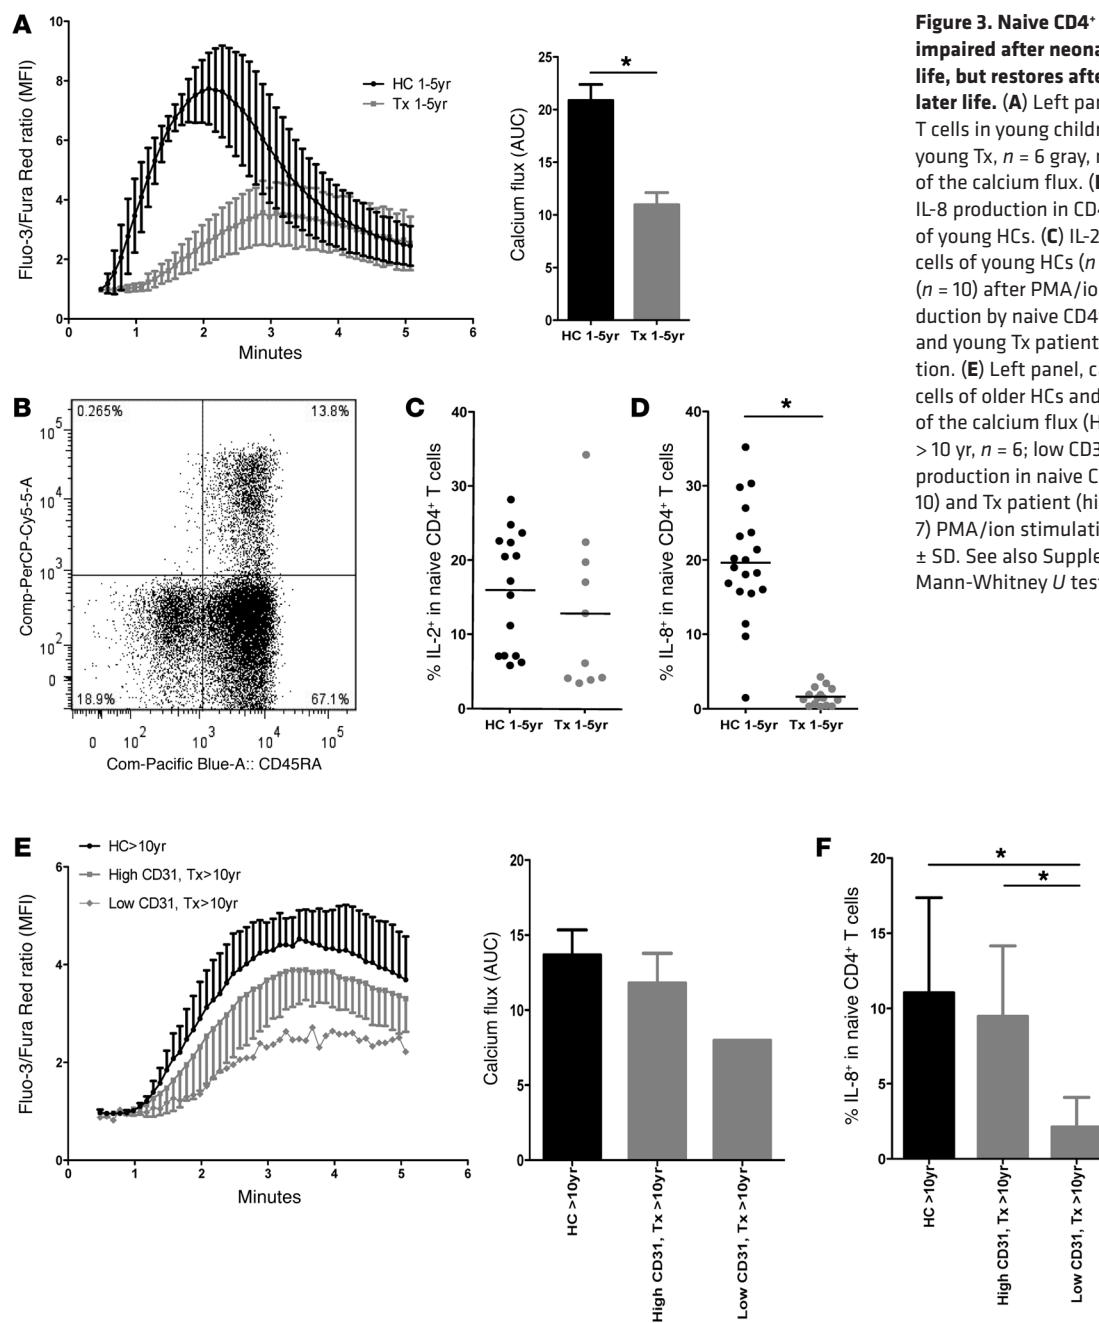 A
10
8
6
4
2
0
Fluo-3/Fura Red ratio (MFI)
HC 1-5yr
Tx 1-5yr
0 1 2 3 4 5 6
Minutes
25
20
15
10
5
0
Calcium flux (AUC)
*
HC 1-5yr Tx 1-5yr
Figure 3. Naive CD4⁺
impaired after neona
life, but restores afte
later life. (A) Left par
T cells in young childr
young Tx, n = 6 gray, r
of the calcium flux. (
IL-8 production in CD4
of young HCs. (C) IL-2
cells of young HCs (n
(n = 10) after PMA/ion
duction by naive CD4
and young Tx patient
tion. (E) Left panel, ca
cells of older HCs and
of the calcium flux (H
> 10 yr, n = 6; low CD3
production in naive C
10) and Tx patient (hi
7) PMA/ion stimulati
± SD. See also Supple
Mann-Whitney U test
B
0.265% 13.8%
18.9% 67.1%
10⁵
10⁴
10³
10²
0
Comp-PerCP-Cy5-5-A
0 10² 10³ 10⁴ 10⁵
Com-Pacific Blue-A:: CD45RA
C
40
30
20
10
0
% IL-2⁺ in naive CD4⁺ T cells
HC 1-5yr Tx 1-5yr
D
40
30
20
10
0
% IL-8⁺ in naive CD4⁺ T cells
*
HC 1-5yr Tx 1-5yr
E
HC>10yr
High CD31, Tx>10yr
Low CD31, Tx>10yr
6
4
2
0
Fluo-3/Fura Red ratio (MFI)
0 1 2 3 4 5 6
Minutes
20
15
10
5
0
Calcium flux (AUC)
HC >10yr
High CD31, Tx >10yr
Low CD31, Tx >10yr
F
20
15
10
5
0
% IL-8⁺ in naive CD4⁺ T cells
*
*
HC >10yr
High CD31, Tx >10yr
Low CD31, Tx >10yr